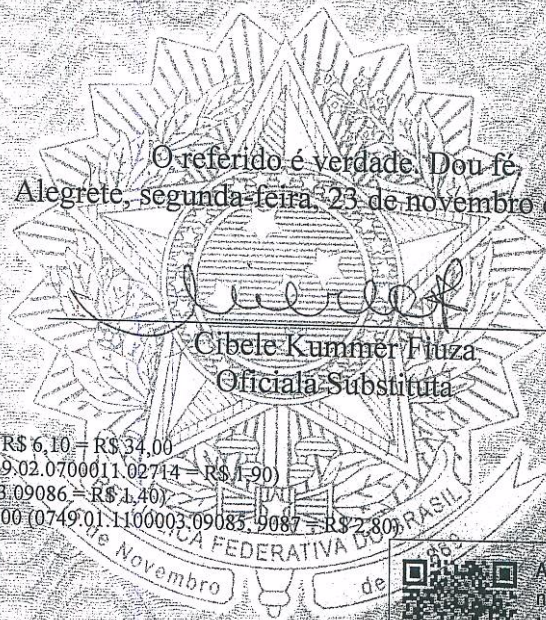 O referido é verdade. Dou fé.
Alegrete, segunda-feira, 23 de novembro
Cibele Kummer Fiuza
Oficiala Substituta
R$ 6,10 = R$ 34,00
9.02.0700011.02714 = R$ 1,90)
3.09086 = R$ 1,40)
00 (0749.01.1100003.09085, 9087 = R$ 2,80)
FEDERATIVA DO BRASIL
de Novembro
de
A
n